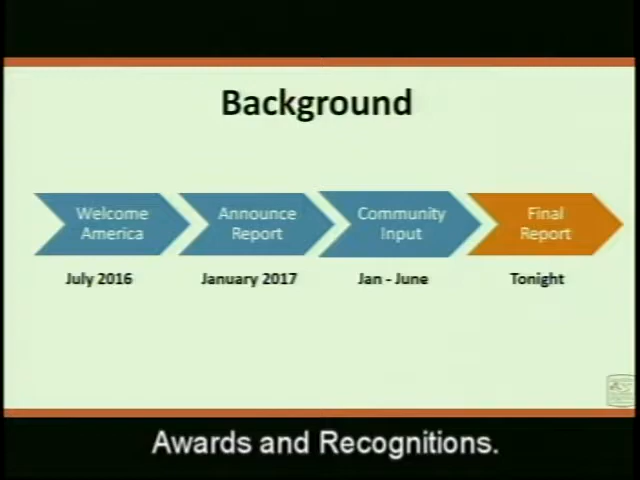 Background
Welcome
America
Announce
Report
Community
Input
Final
Report
July 2016
January 2017
Jan - June
Tonight
Awards and Recognitions.